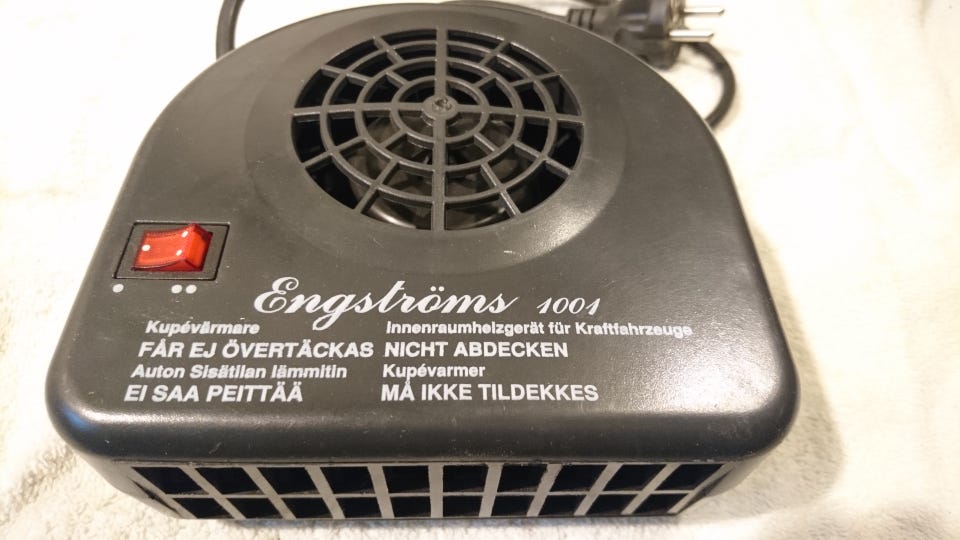 Engströms 1001
Kupévärmare
FÅR EJ ÖVERTÄCKAS
Auton Sisätilan lämmitin
EI SAA PEITTÄÄ
Innenraumheizgerät für Kraftfahrzeuge
NICHT ABDECKEN
Kupévarmer
MÅ IKKE TILDEKKES